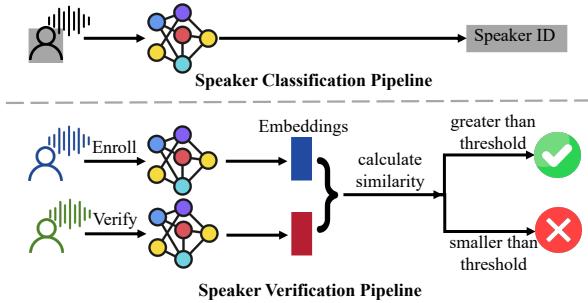 Speaker ID
Speaker Classification Pipeline
Embeddings
Enroll
Verify
calculate
similarity
greater than
threshold
smaller than
threshold
Speaker Verification Pipeline